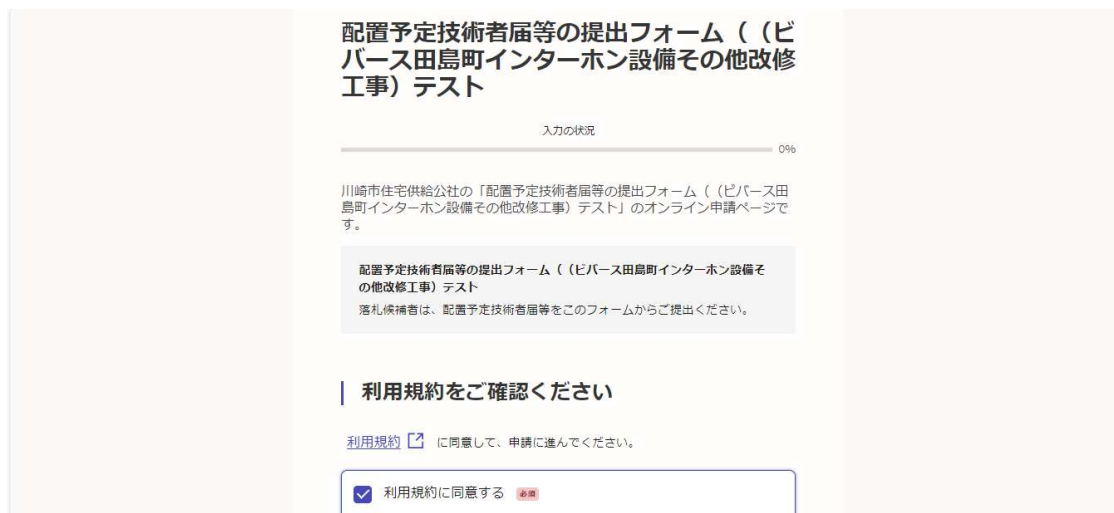 配置予定技術者届等の提出フォーム（（ビ
バース田島町インターホン設備その他改修
工事）テスト
入力の状況
0%
川崎市住宅供給公社の「配置予定技術者届等の提出フォーム（（ビバース田
島町インターホン設備その他改修工事）テスト」のオンライン申請ページで
す。
配置予定技術者届等の提出フォーム（（ビバース田島町インターホン設備そ
の他改修工事）テスト
落札候補者は、配置予定技術者届等をこのフォームからご提出ください。
利用規約をご確認ください
利用規約 に同意して、申請に進んでください。
利用規約に同意する 必須